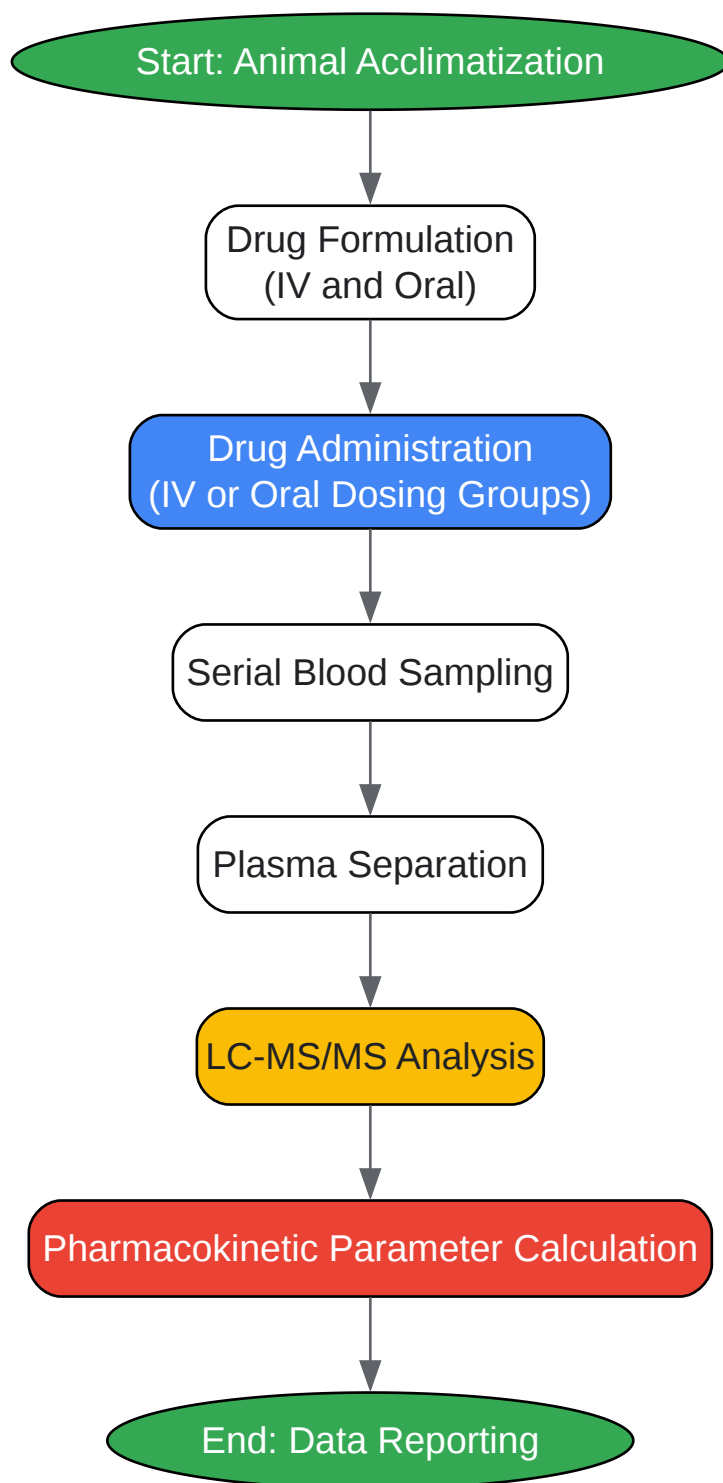 Start: Animal Acclimatization
Drug Formulation
(IV and Oral)
Drug Administration
(IV or Oral Dosing Groups)
Serial Blood Sampling
Plasma Separation
LC-MS/MS Analysis
Pharmacokinetic Parameter Calculation
End: Data Reporting